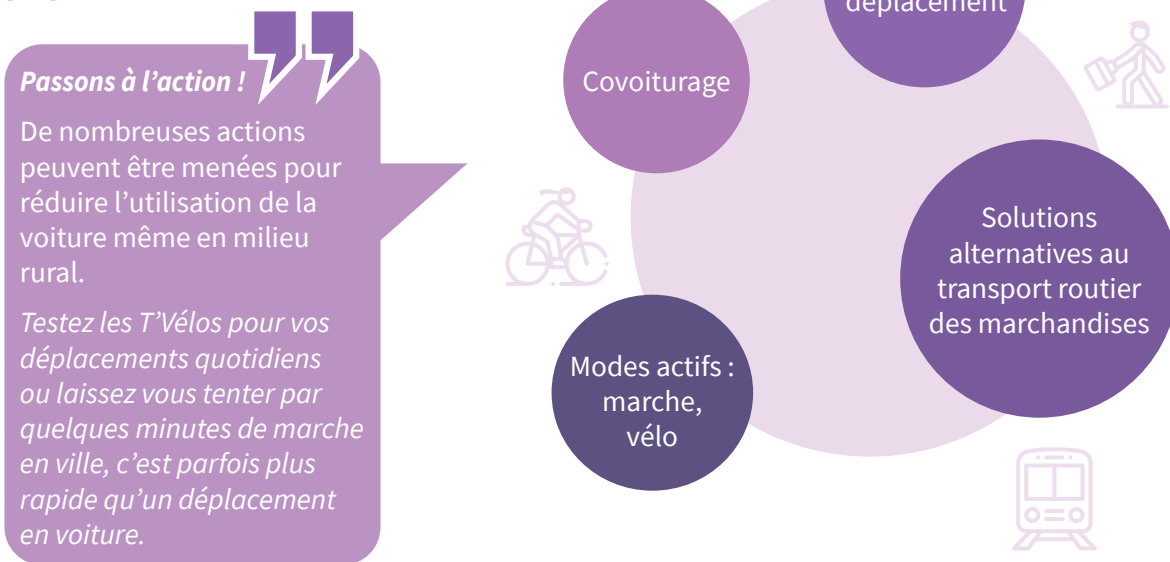 Passons à l’action !
De nombreuses actions
peuvent être menées pour
réduire l’utilisation de la
voiture même en milieu
rural.
Testez les T’Vélos pour vos
déplacements quotidiens
ou laissez vous tenter par
quelques minutes de marche
en ville, c’est parfois plus
rapide qu’un déplacement
en voiture.
déplacement
Covoiturage
Solutions
alternatives au
transport routier
des marchandises
Modes actifs :
marche,
vélo